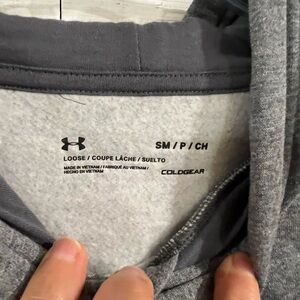 SM / P / CH
LOOSE / COUPE LÂCHE / SUELTO
MADE IN VIETNAM / FABRIQUÉ AU VIETNAM /
HECHO EN VIETNAM
COLDGEAR